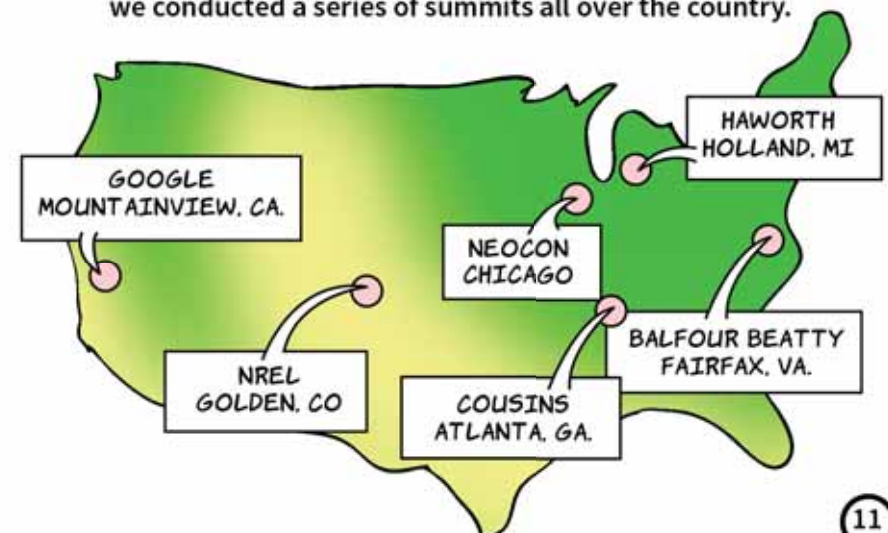 we conducted a series of summits all over the country.
HAWORTH
HOLLAND, MI
GOOGLE
MOUNTAINVIEW, CA.
NEOCON
CHICAGO
BALFOUR BEATTY
FAIRFAX, VA.
NREL
GOLDEN, CO
COUSINS
ATLANTA, GA.
11